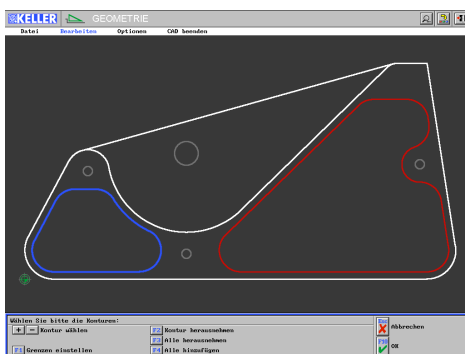 KELLER GEOMETRIE
Datei Bearbeiten Optionen CAD beenden
Wählen Sie bitte die Konturen:
+ - Kontur wählen
F2 Kontur herausnehmen
F3 Alle herausnehmen
F1 Grenzen einstellen
F4 Alle hinzufügen
Esc Abbrechen
F10 OK